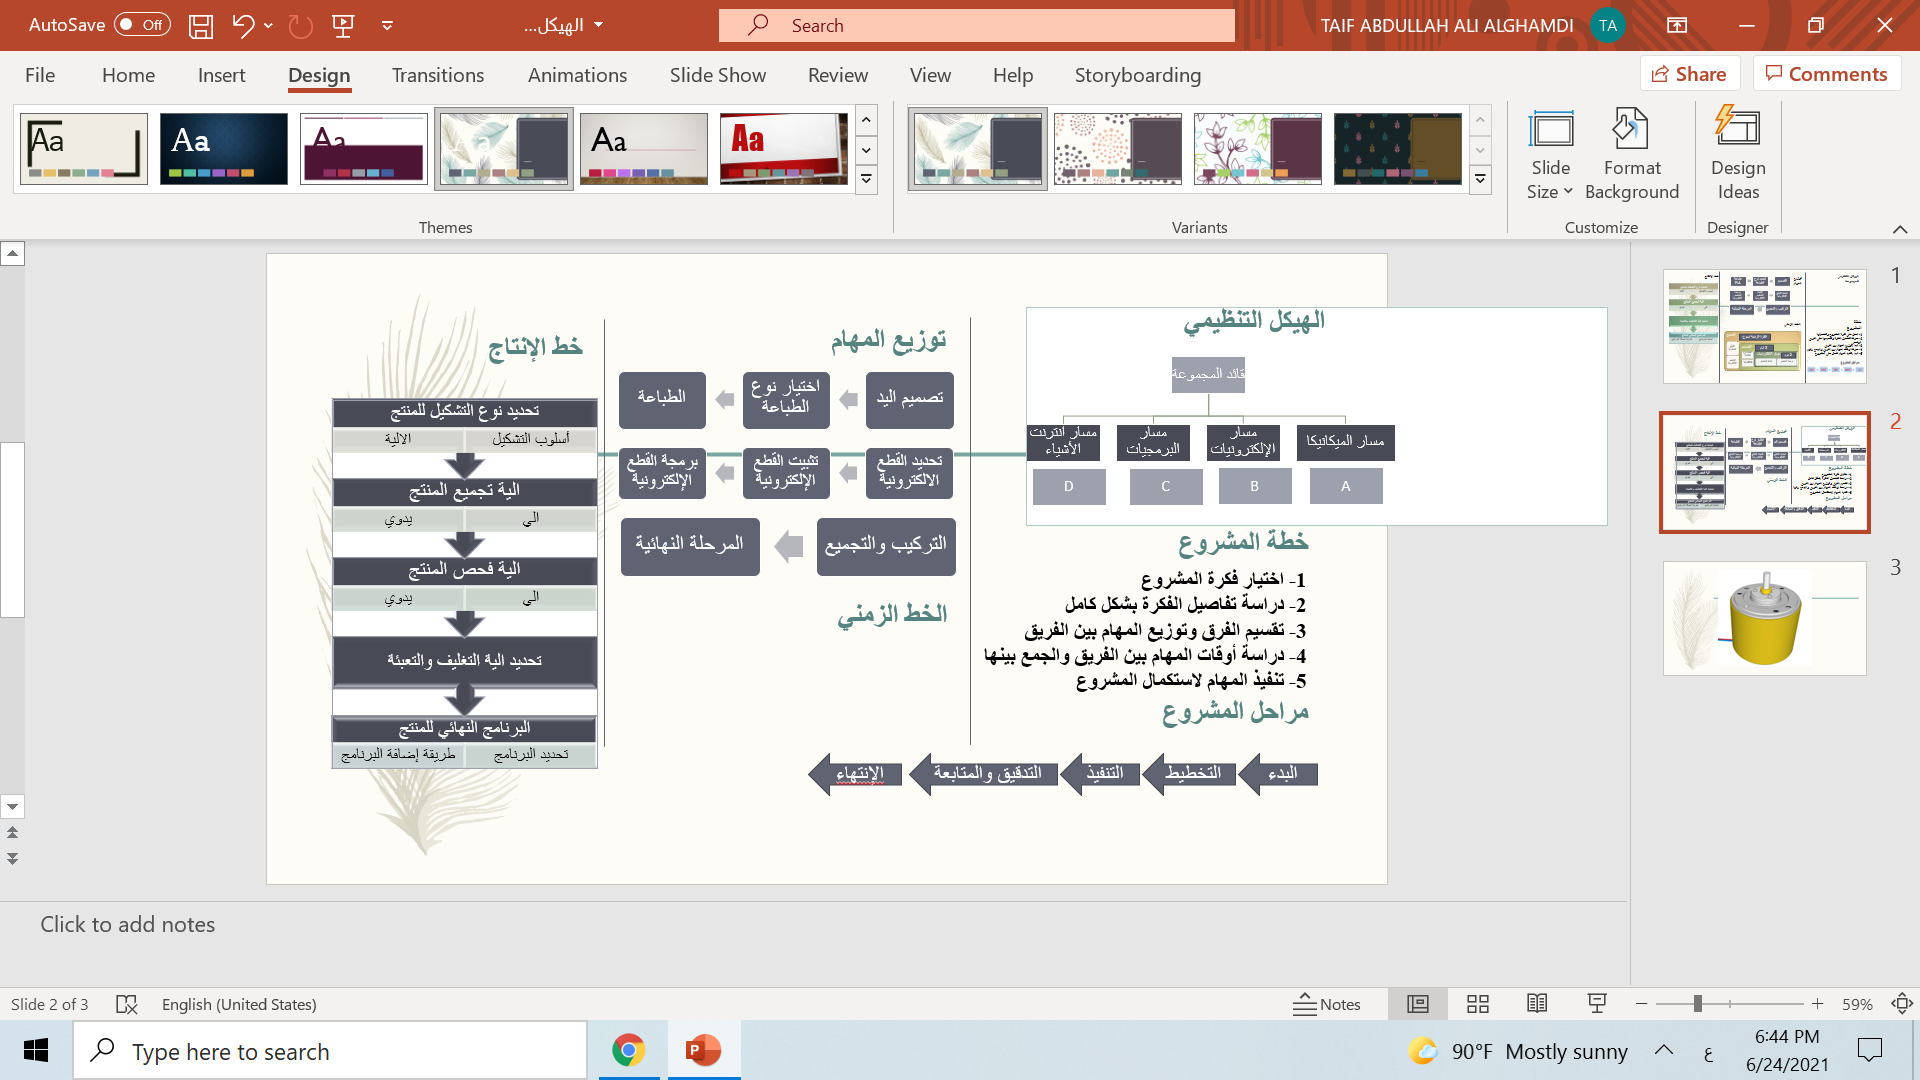 AutoSave Off
الهيكل...
Search
TAIF ABDULLAH ALI ALGHAMDI TA
File Home Insert Design Transitions Animations Slide Show Review View Help Storyboarding
Share Comments
Aa Aa Aa Aa Aa Aa
Slide Size
Format Background
Design Ideas
Themes Variants Customize Designer
الهيكل التنظيمي
قائد المجموعة
مسار الميكانيكا
مسار الإلكترونيات
مسار البرمجيات
مسار انترنت الأشياء
A B C D
خطة المشروع
1- اختيار فكرة المشروع
2- دراسة تفاصيل الفكرة بشكل كامل
3- تقسيم الفرق وتوزيع المهام بين الفريق
4- دراسة أوقات المهام بين الفريق والجمع بينها
5- تنفيذ المهام لاستكمال المشروع
مراحل المشروع
البدء
التخطيط
التنفيذ
التدقيق والمتابعة
الإنتهاء
توزيع المهام
تصميم اليد
اختيار نوع الطباعة
الطباعة
تحديد القطع الالكترونية
تثبيت القطع الإلكترونية
برمجة القطع الإلكترونية
التركيب والتجميع
المرحلة النهائية
الخط الزمني
خط الإنتاج
تحديد نوع التشكيل للمنتج
أسلوب التشكيل
الالية
الية تجميع المنتج
الي
يدوي
الية فحص المنتج
الي
يدوي
تحديد الية التغليف والتعبئة
البرنامج النهائي للمنتج
تحديد البرنامج
طريقة إضافة البرنامج
1
2
3
Click to add notes
Slide 2 of 3 English (United States) Notes 59%
Type here to search
90°F Mostly sunny
ع
6:44 PM
6/24/2021